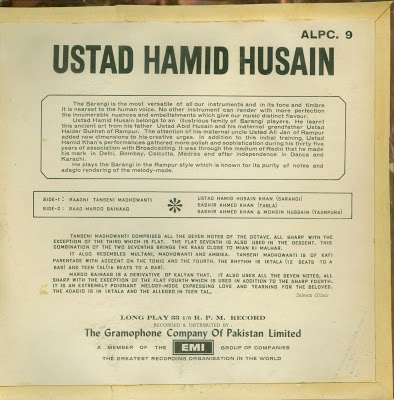 ALPC. 9
USTAD HAMID HUSAIN
The Sarangi is the most versatile of all our instruments and in its tone and timbre
it is nearest to the human voice. No other instrument can render with more perfection
the innumerable nuances and embellishments which give our music distinct flavour.
Ustad Hamid Husain belongs to an illustrious family of Sarangi players. He learnt
this ancient art from his father Ustad Abid Husain and his maternal grandfather Ustad
Haider Bukhsh of Rampur. The attention of his maternal uncle Ustad Ali Jan of Rampur
added new dimensions to his creative urges. In addition to this initial training, Ustad
Hamid Khan's performances gathered more polish and sophistication during his thirty five
years of association with Broadcasting. It was through the medium of Radio that he made
his mark in Delhi, Bombay, Calcutta, Madras and after independence in Dacca and
Karachi.
He plays the Sarangi in the Rampur style which is known for its purity of notes and
adagio rendering of the melody-mode.
SIDE-1: RAAGNI TANSENI MADHOWANTI
SIDE-2: RAAG MAROO BAIHAAG
USTAD HAMID HUSAIN KHAN (SARANGI)
BASHIR AHMED KHAN (TABLA)
BASHIR AHMED KHAN & MOHSIN HUSSAIN (TAANPURA)
TANSENI MADHOWANTI COMPRISES ALL THE SEVEN NOTES OF THE OCTAVE, ALL SHARP WITH THE
EXCEPTION OF THE THIRD WHICH IS FLAT. THE FLAT SEVENTH IS ALSO USED IN THE DESCENT. THIS
COMBINATION OF THE TWO SEVENTHS BRINGS THE RAAG CLOSE TO MIAN KI MALHAR.
IT ALSO RESEMBLES MULTANI, MADHOWANTI AND AMBIKA. TANSENI MADHOWANTI IS OF KAFI
PARENTAGE WITH ACCENT ON THE TONIC AND THE FOURTH. THE RHYTHM IS IKTALA (12 BEATS TO A
BAR) AND TEEN TAL (16 BEATS TO A BAR).
MAROO BAIHAAG IS A DERIVATIVE OF KALYAN THAT. IT ALSO USES ALL THE SEVEN NOTES, ALL
SHARP WITH THE EXCEPTION OF THE FLAT FOURTH WHICH IS USED IN ADDITION TO THE SHARP FOURTH.
IT IS AN EXTREMELY POIGNANT MELODY-MODE EXPRESSING LOVE AND YEARNING FOR THE BELOVED.
THE ADAGIO IS IN IKTALA AND THE ALLEGRO IN TEEN TAL.
Saleem Gilani
LONG PLAY 33 1/3 R. P. M. RECORD
RECORDED & DISTRIBUTED BY:
The Gramophone Company Of Pakistan Limited
A MEMBER OF THE EMI GROUP OF COMPANIES
THE GREATEST RECORDING ORGANISATION IN THE WORLD